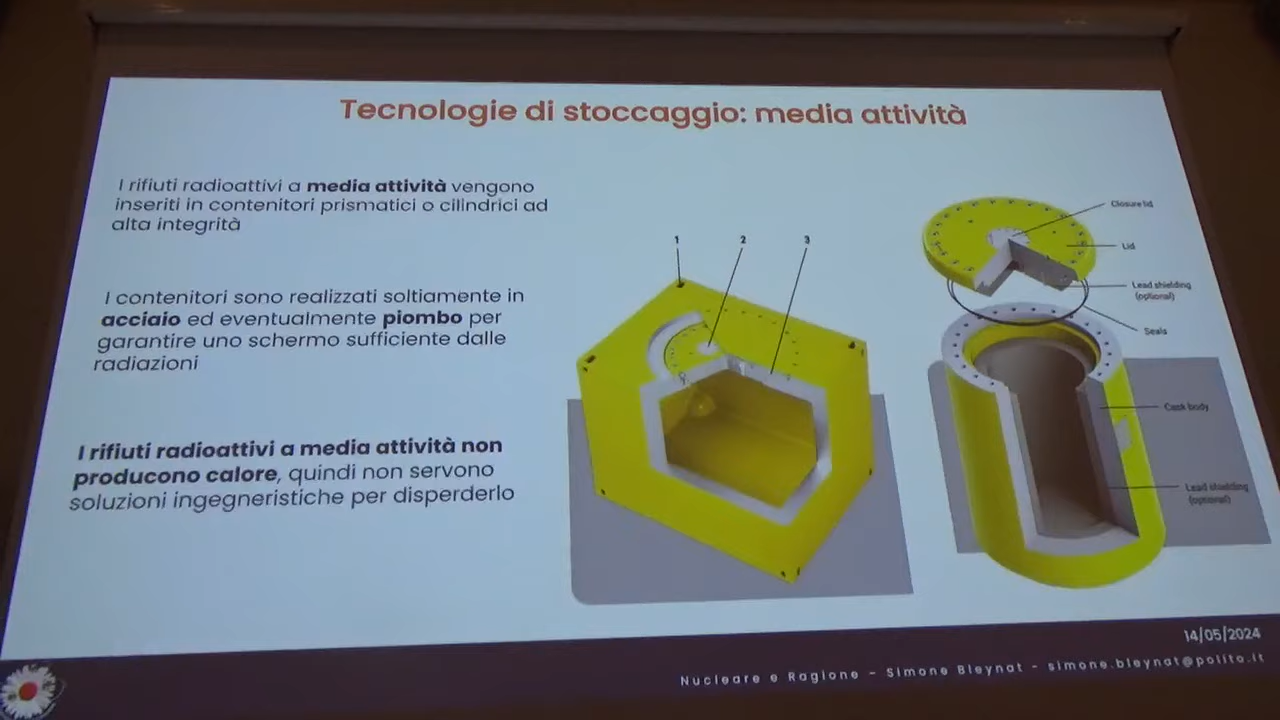 Tecnologie di stoccaggio: media attività
I rifiuti radioattivi a media attività vengono
inseriti in contenitori prismatici o cilindrici ad
alta integrità
I contenitori sono realizzati soltiamente in
acciaio ed eventualmente piombo per
garantire uno schermo sufficiente dalle
radiazioni
I rifiuti radioattivi a media attività non
producono calore, quindi non servono
soluzioni ingegneristiche per disperderlo
1 2 3
Closure lid
Lid
Lead shielding
(optional)
Seals
Cask body
Lead shielding
(optional)
14/05/2024
Nucleare e Ragione - Simone Bleynat - simone.bleynat@polito.it